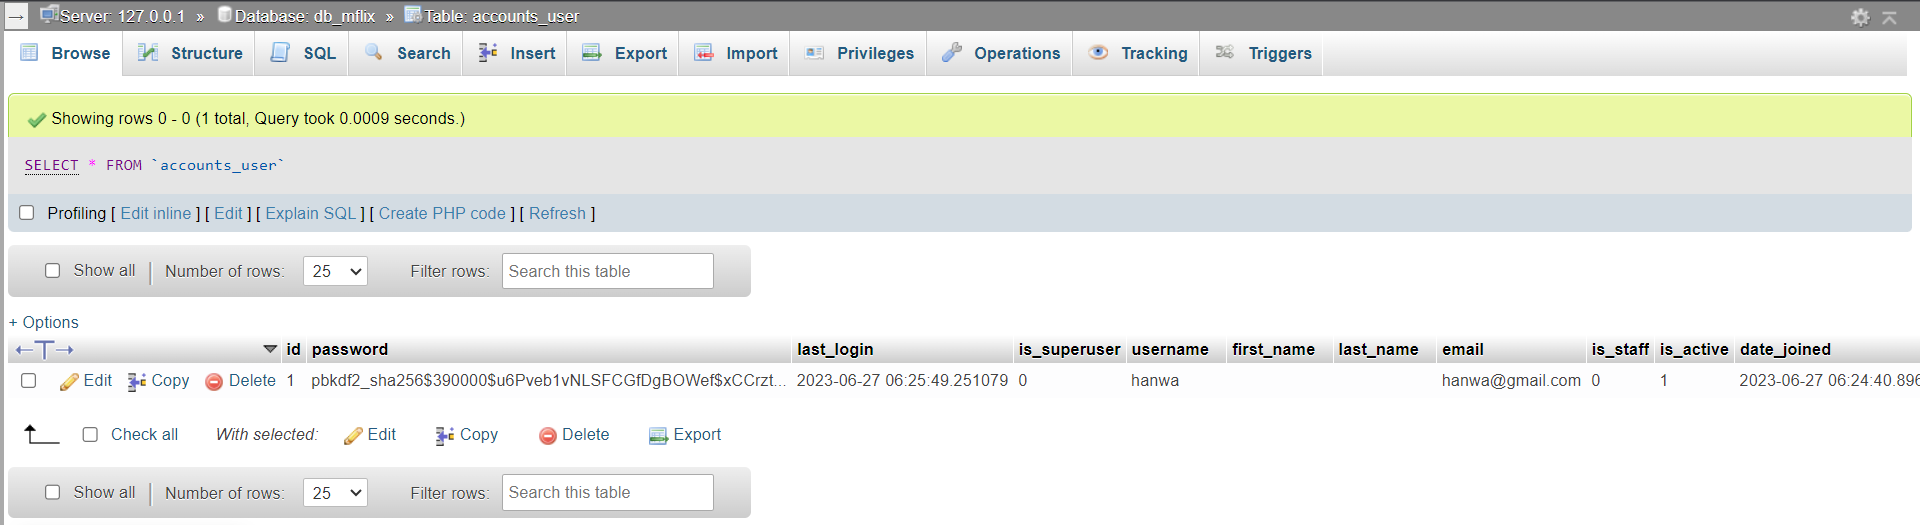 Server: 127.0.0.1 » Database: db_mflix » Table: accounts_user
Browse Structure SQL Search Insert Export Import Privileges Operations Tracking Triggers
Showing rows 0 - 0 (1 total, Query took 0.0009 seconds.)
SELECT * FROM `accounts_user`
Profiling [ Edit inline ] [ Edit ] [ Explain SQL ] [ Create PHP code ] [ Refresh ]
Show all Number of rows: 25 Filter rows: Search this table
+ Options
id password last_login is_superuser username first_name last_name email is_staff is_active date_joined
Edit Copy Delete 1 pbkdf2_sha256$390000$u6Pveb1vNLSFCGfDgBOWef$xCCrzt... 2023-06-27 06:25:49.251079 0 hanwa hanwa@gmail.com 0 1 2023-06-27 06:24:40.896
Check all With selected: Edit Copy Delete Export
Show all Number of rows: 25 Filter rows: Search this table